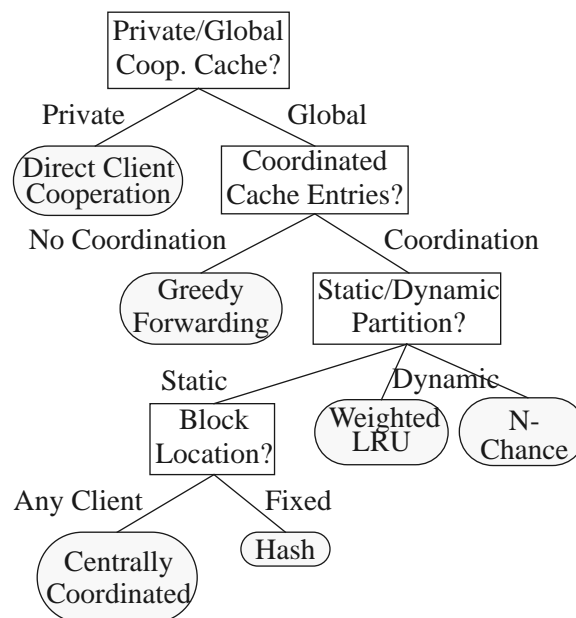 Private/Global
Coop. Cache?
Private
Global
Direct Client
Cooperation
Coordinated
Cache Entries?
No Coordination
Coordination
Greedy
Forwarding
Static/Dynamic
Partition?
Static
Dynamic
Block
Location?
Weighted
LRU
N-
Chance
Any Client
Fixed
Centrally
Coordinated
Hash